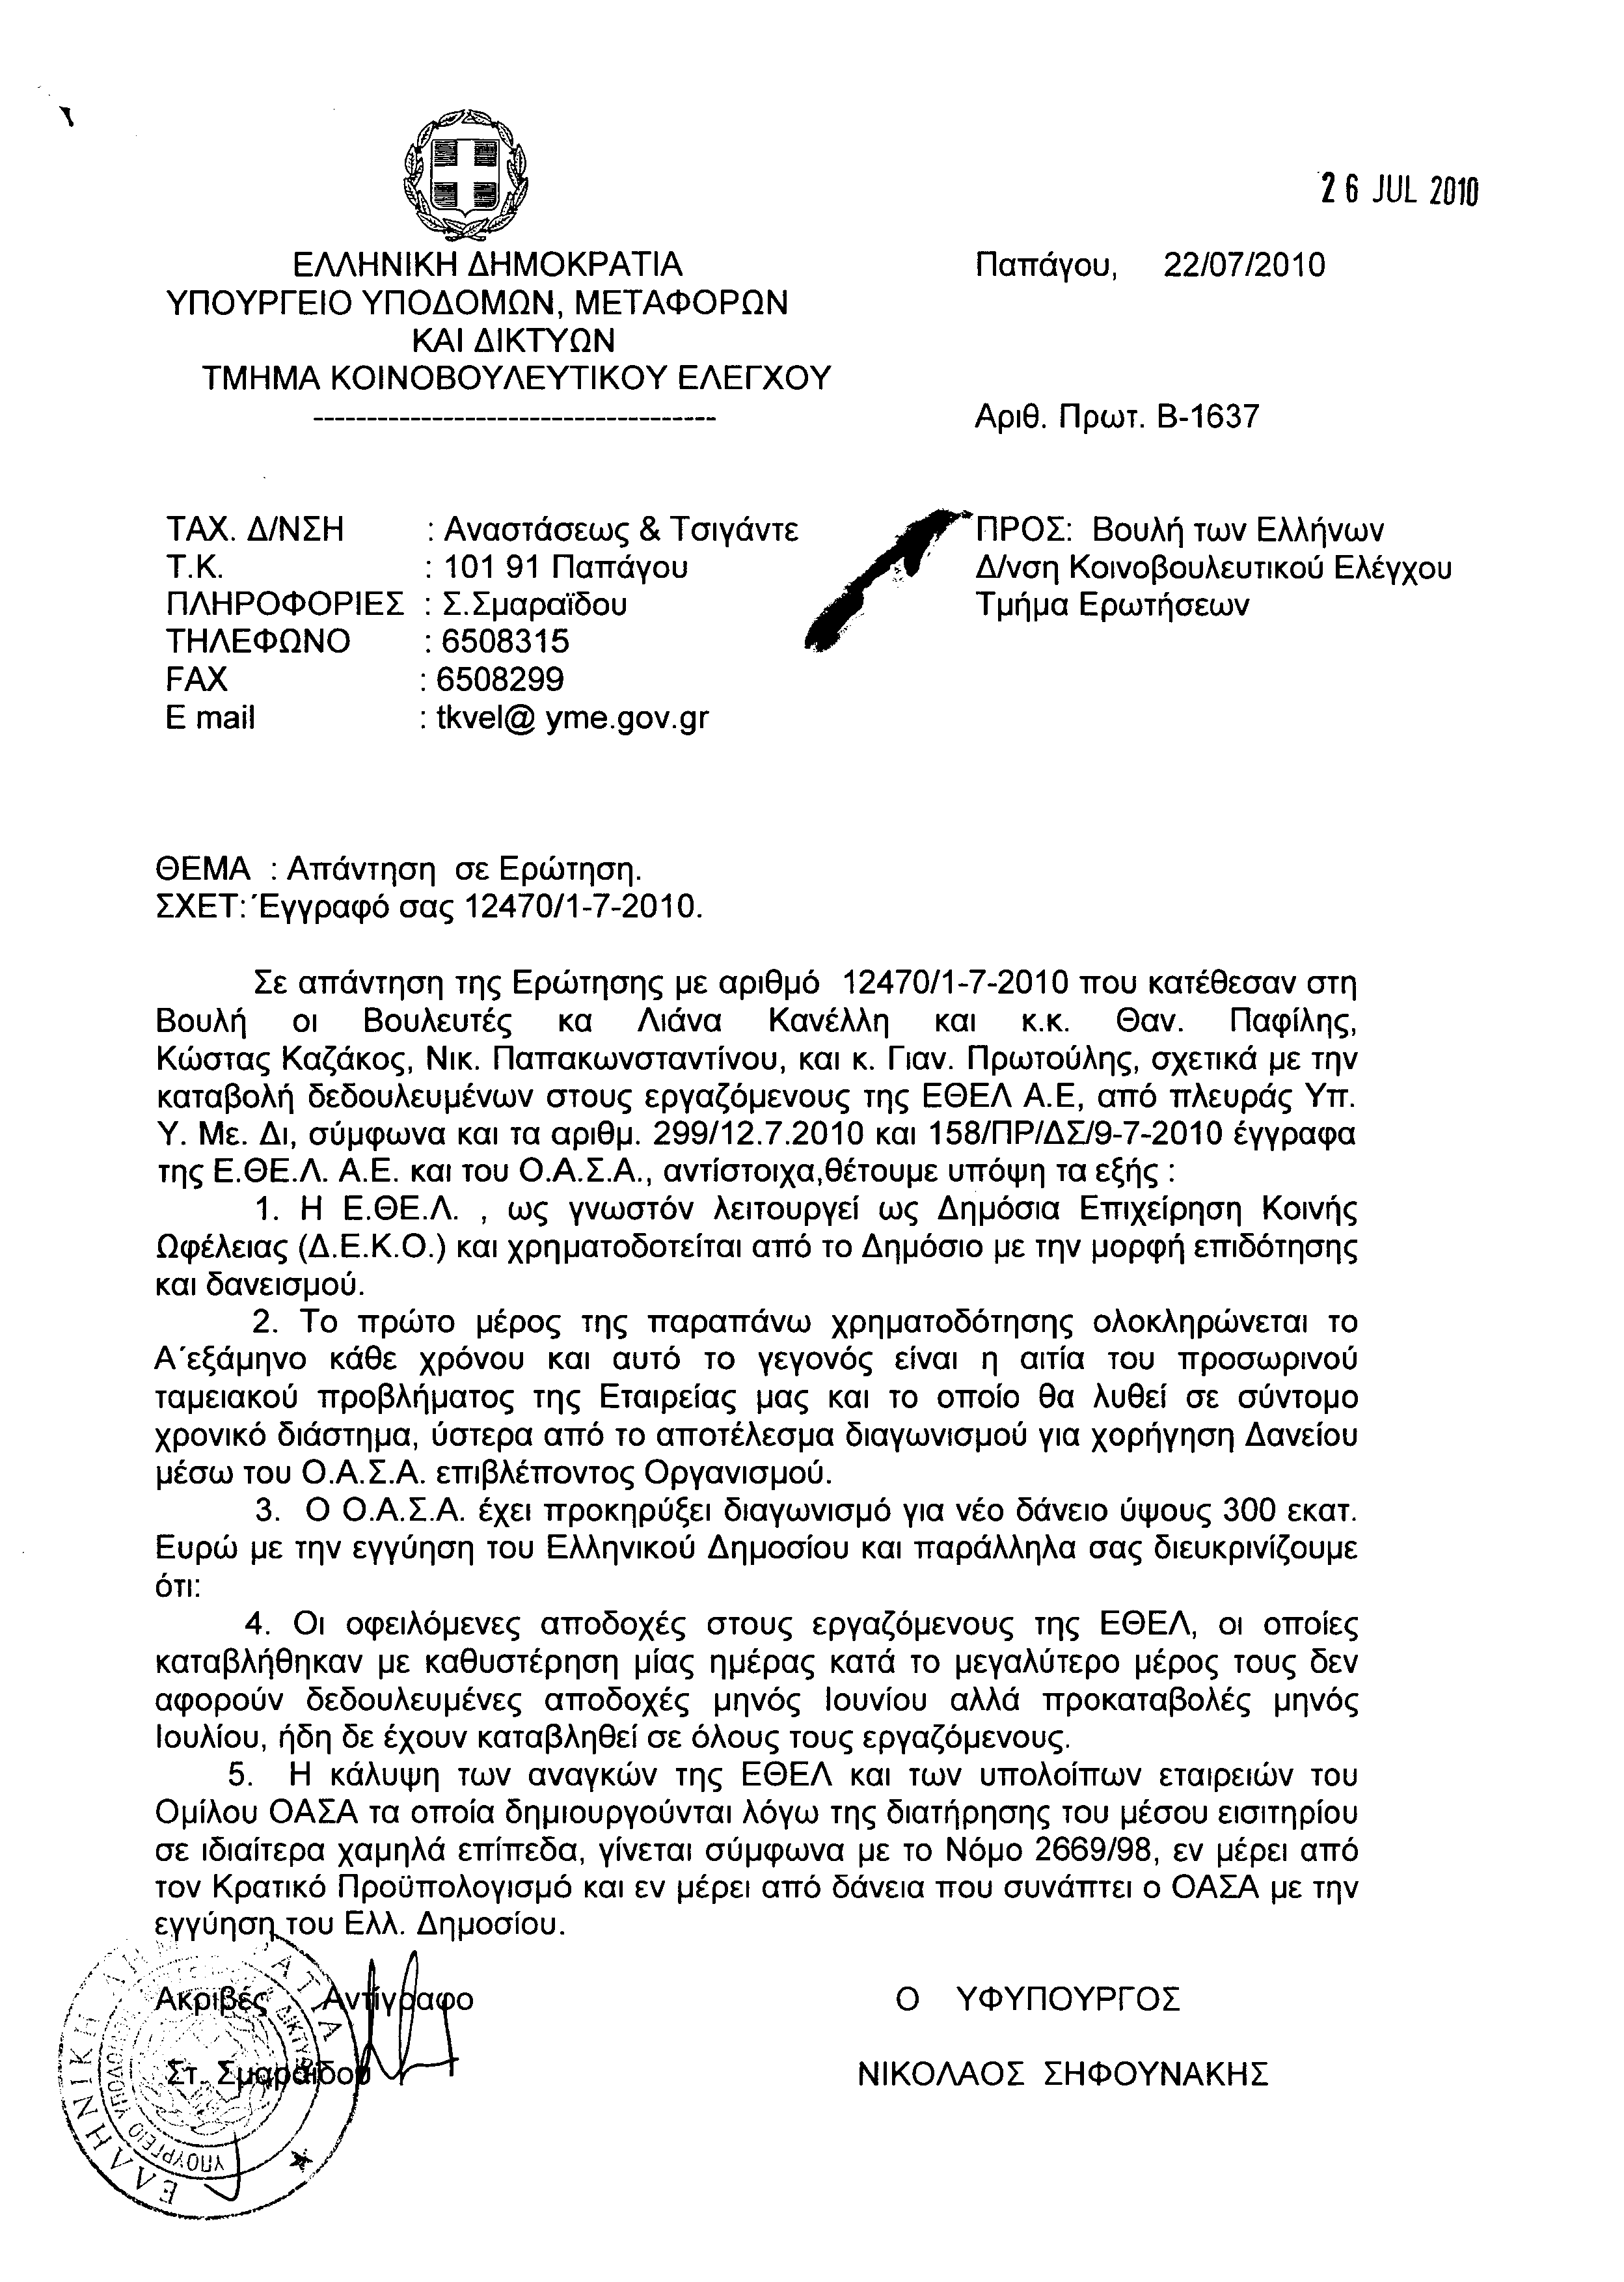 26 JUL 2010
ΕΛΛΗΝΙΚΗ ΔΗΜΟΚΡΑΤΙΑ
ΥΠΟΥΡΓΕΙΟ ΥΠΟΔΟΜΩΝ, ΜΕΤΑΦΟΡΩΝ
ΚΑΙ ΔΙΚΤΥΩΝ
ΤΜΗΜΑ ΚΟΙΝΟΒΟΥΛΕΥΤΙΚΟΥ ΕΛΕΓΧΟΥ
-------------------------------------
Παπάγου, 22/07/2010
Αριθ. Πρωτ. Β-1637
ΤΑΧ. Δ/ΝΣΗ : Αναστάσεως & Τσιγάντε
Τ.Κ. : 101 91 Παπάγου
ΠΛΗΡΟΦΟΡΙΕΣ : Σ.Σμαραϊδου
ΤΗΛΕΦΩΝΟ : 6508315
FAX : 6508299
E mail : tkvel@ yme.gov.gr
ΠΡΟΣ: Βουλή των Ελλήνων
Δ/νση Κοινοβουλευτικού Ελέγχου
Τμήμα Ερωτήσεων
ΘΕΜΑ : Απάντηση σε Ερώτηση.
ΣΧΕΤ: Έγγραφό σας 12470/1-7-2010.
Σε απάντηση της Ερώτησης με αριθμό 12470/1-7-2010 που κατέθεσαν στη
Βουλή οι Βουλευτές κα Λιάνα Κανέλλη και κ.κ. Θαν. Παφίλης,
Κώστας Καζάκος, Νικ. Παπακωνσταντίνου, και κ. Γιαν. Πρωτούλης, σχετικά με την
καταβολή δεδουλευμένων στους εργαζόμενους της ΕΘΕΛ Α.Ε, από πλευράς Υπ.
Υ. Με. Δι, σύμφωνα και τα αριθμ. 299/12.7.2010 και 158/ΠΡ/ΔΣ/9-7-2010 έγγραφα
της Ε.ΘΕ.Λ. Α.Ε. και του Ο.Α.Σ.Α., αντίστοιχα,θέτουμε υπόψη τα εξής :
1. Η Ε.ΘΕ.Λ. , ως γνωστόν λειτουργεί ως Δημόσια Επιχείρηση Κοινής
Ωφέλειας (Δ.Ε.Κ.Ο.) και χρηματοδοτείται από το Δημόσιο με την μορφή επιδότησης
και δανεισμού.
2. Το πρώτο μέρος της παραπάνω χρηματοδότησης ολοκληρώνεται το
Α΄εξάμηνο κάθε χρόνου και αυτό το γεγονός είναι η αιτία του προσωρινού
ταμειακού προβλήματος της Εταιρείας μας και το οποίο θα λυθεί σε σύντομο
χρονικό διάστημα, ύστερα από το αποτέλεσμα διαγωνισμού για χορήγηση Δανείου
μέσω του Ο.Α.Σ.Α. επιβλέποντος Οργανισμού.
3. Ο Ο.Α.Σ.Α. έχει προκηρύξει διαγωνισμό για νέο δάνειο ύψους 300 εκατ.
Ευρώ με την εγγύηση του Ελληνικού Δημοσίου και παράλληλα σας διευκρινίζουμε
ότι:
4. Οι οφειλόμενες αποδοχές στους εργαζόμενους της ΕΘΕΛ, οι οποίες
καταβλήθηκαν με καθυστέρηση μίας ημέρας κατά το μεγαλύτερο μέρος τους δεν
αφορούν δεδουλευμένες αποδοχές μηνός Ιουνίου αλλά προκαταβολές μηνός
Ιουλίου, ήδη δε έχουν καταβληθεί σε όλους τους εργαζόμενους.
5. Η κάλυψη των αναγκών της ΕΘΕΛ και των υπολοίπων εταιρειών του
Ομίλου ΟΑΣΑ τα οποία δημιουργούνται λόγω της διατήρησης του μέσου εισιτηρίου
σε ιδιαίτερα χαμηλά επίπεδα, γίνεται σύμφωνα με το Νόμο 2669/98, εν μέρει από
τον Κρατικό Προϋπολογισμό και εν μέρει από δάνεια που συνάπτει ο ΟΑΣΑ με την
εγγύηση του Ελλ. Δημοσίου.
Ακριβές Αντίγραφο
Στ. Σμαραϊδου
Ο ΥΦΥΠΟΥΡΓΟΣ
ΝΙΚΟΛΑΟΣ ΣΗΦΟΥΝΑΚΗΣ
ΕΛΛΗΝΙΚΗ
ΥΠΟΥΡΓΕΙΟ